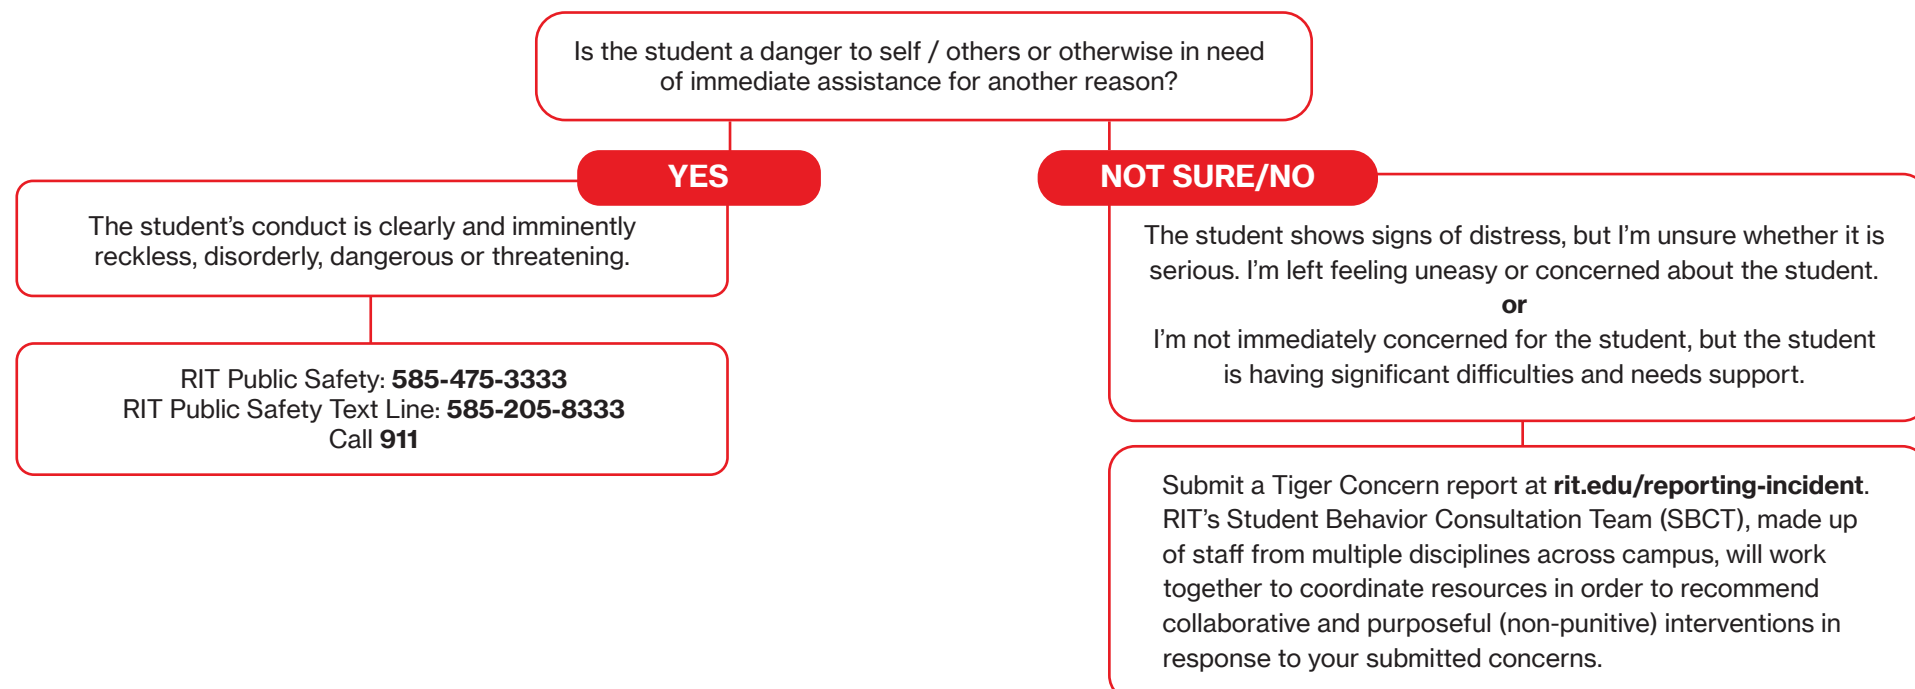 Is the student a danger to self / others or otherwise in need
of immediate assistance for another reason?
YES
The student’s conduct is clearly and imminently
reckless, disorderly, dangerous or threatening.
RIT Public Safety: 585-475-3333
RIT Public Safety Text Line: 585-205-8333
Call 911
NOT SURE/NO
The student shows signs of distress, but I’m unsure whether it is
serious. I’m left feeling uneasy or concerned about the student.
or
I’m not immediately concerned for the student, but the student
is having significant difficulties and needs support.
Submit a Tiger Concern report at rit.edu/reporting-incident.
RIT’s Student Behavior Consultation Team (SBCT), made up
of staff from multiple disciplines across campus, will work
together to coordinate resources in order to recommend
collaborative and purposeful (non-punitive) interventions in
response to your submitted concerns.